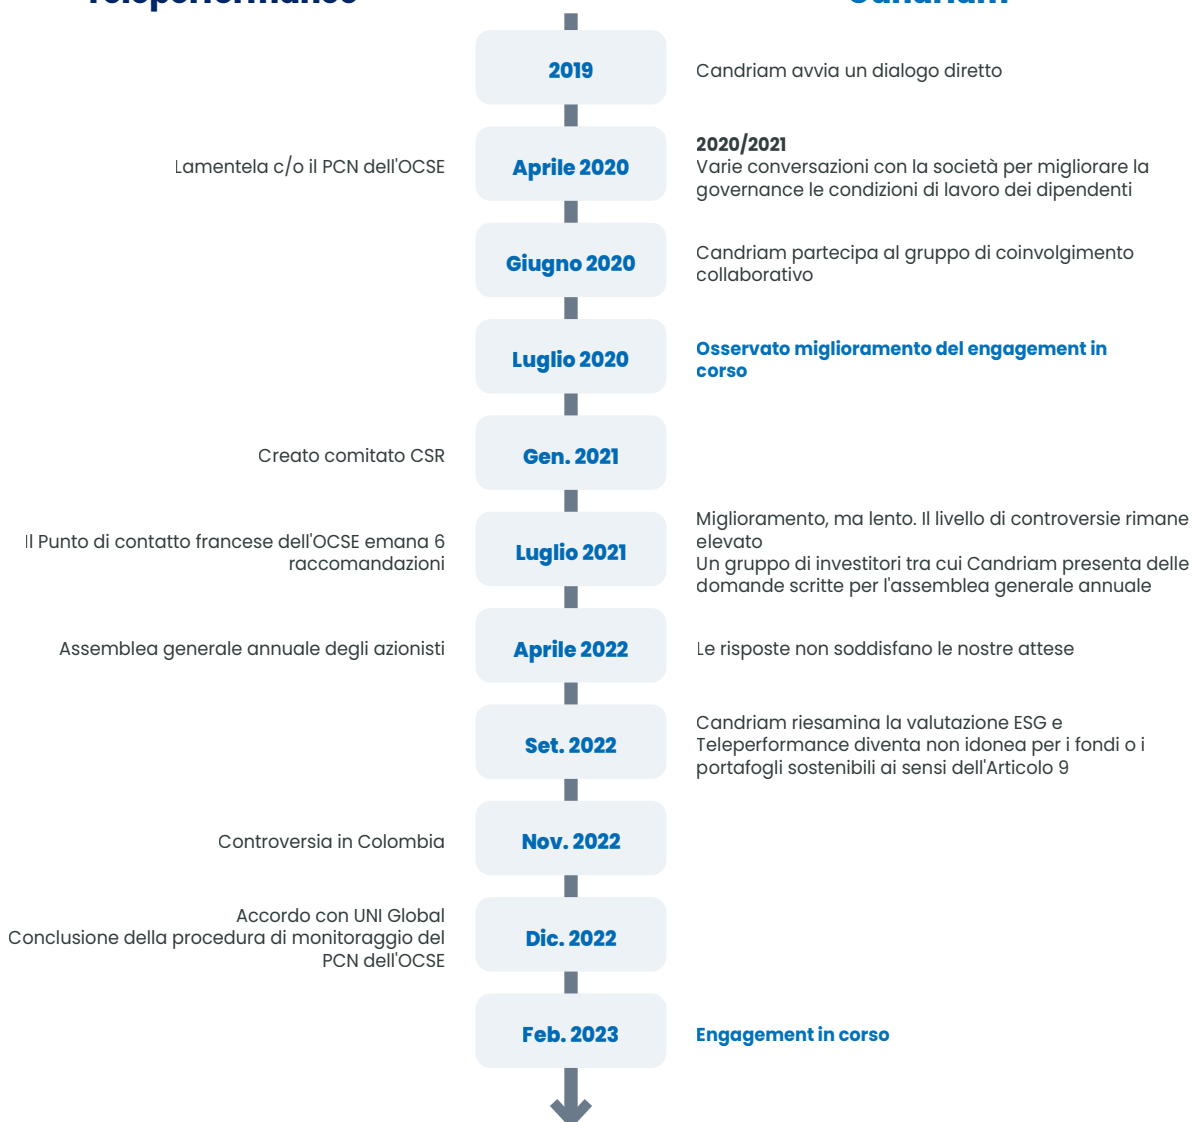 Teleperformance
Candriam
2019
Candriam avvia un dialogo diretto
Lamentela c/o il PCN dell'OCSE
Aprile 2020
2020/2021
Varie conversazioni con la società per migliorare la
governance le condizioni di lavoro dei dipendenti
Giugno 2020
Candriam partecipa al gruppo di coinvolgimento
collaborativo
Luglio 2020
Osservato miglioramento del engagement in
corso
Creato comitato CSR
Gen. 2021
Il Punto di contatto francese dell'OCSE emana 6
raccomandazioni
Luglio 2021
Miglioramento, ma lento. Il livello di controversie rimane
elevato
Un gruppo di investitori tra cui Candriam presenta delle
domande scritte per l'assemblea generale annuale
Assemblea generale annuale degli azionisti
Aprile 2022
Le risposte non soddisfano le nostre attese
Set. 2022
Candriam riesamina la valutazione ESG e
Teleperformance diventa non idonea per i fondi o i
portafogli sostenibili ai sensi dell'Articolo 9
Controversia in Colombia
Nov. 2022
Accordo con UNI Global
Conclusione della procedura di monitoraggio del
PCN dell'OCSE
Dic. 2022
Feb. 2023
Engagement in corso